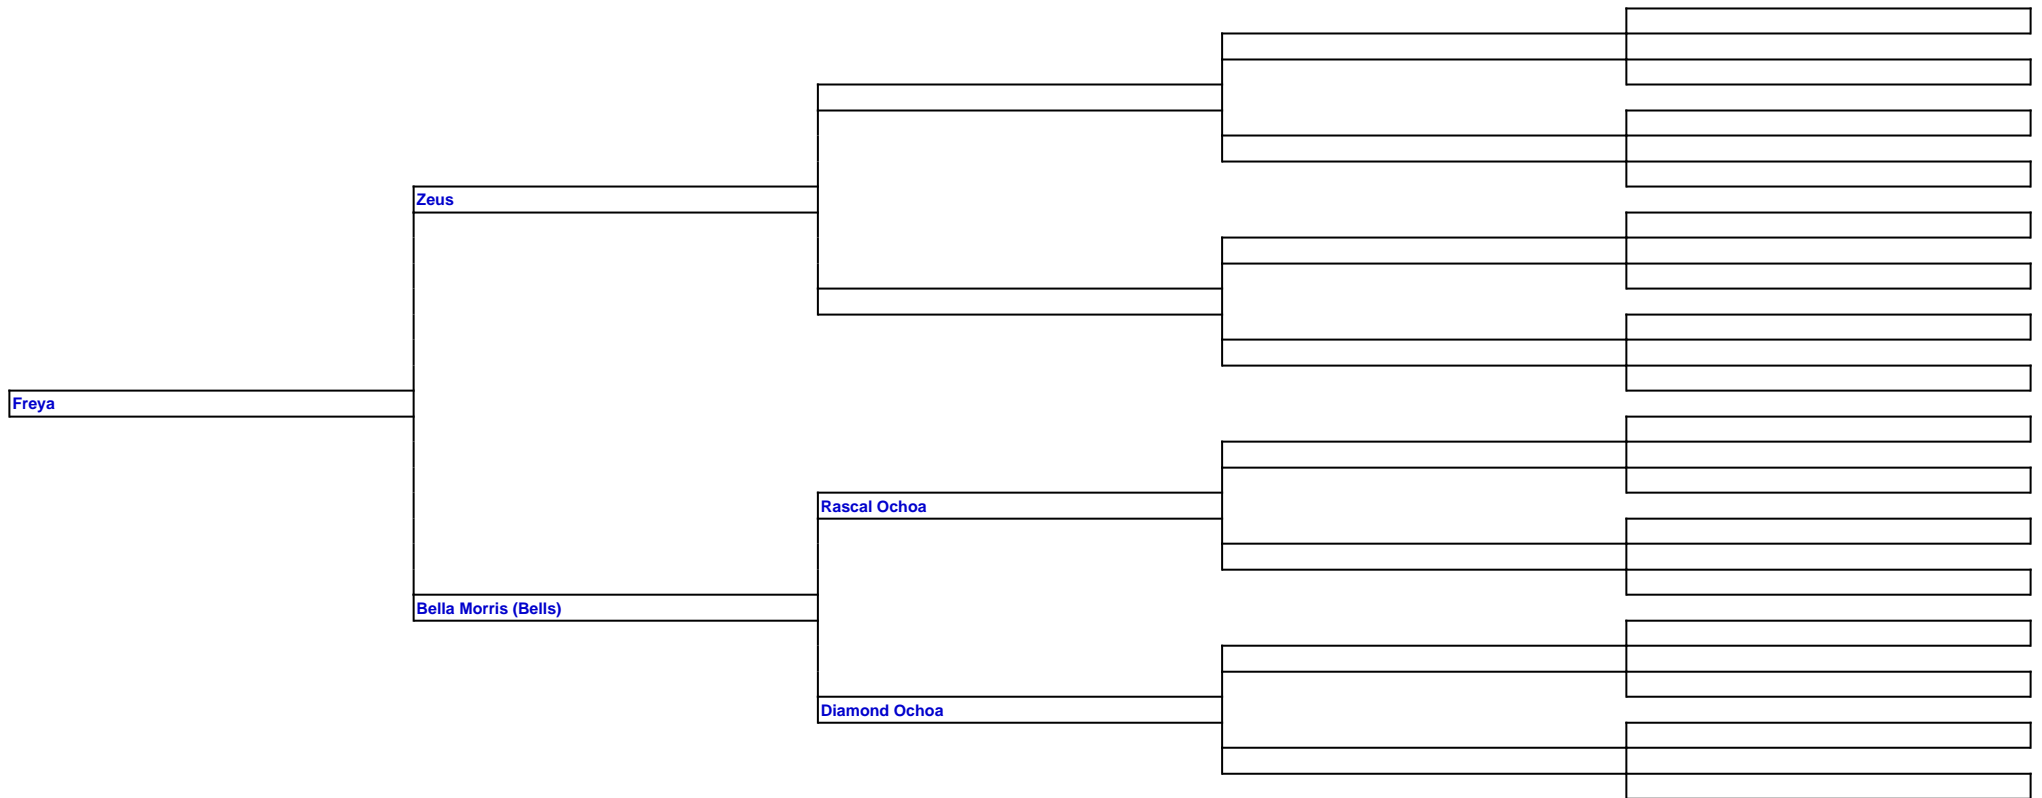 Zeus
Freya
Rascal Ochoa
Bella Morris (Bells)
Diamond Ochoa